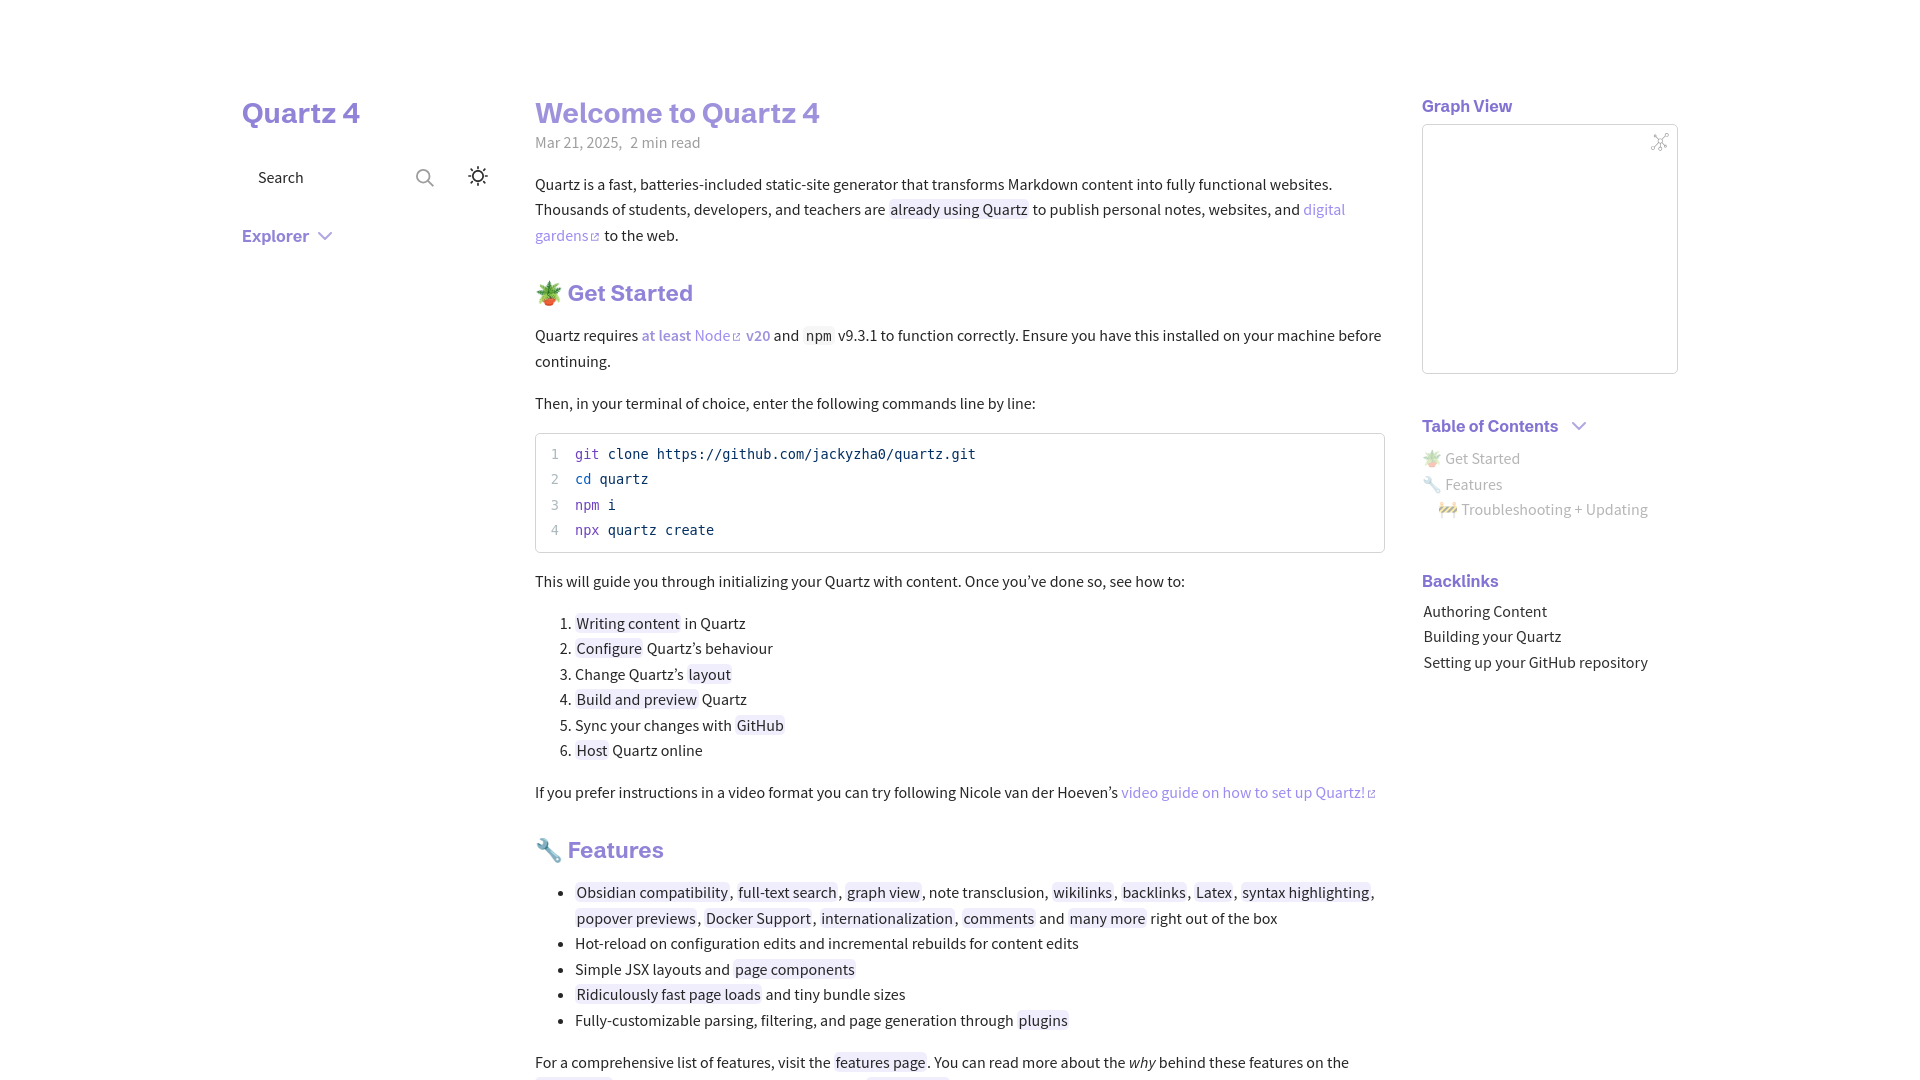 Quartz 4
Search
Explorer
Welcome to Quartz 4
Mar 21, 2025, 2 min read
Quartz is a fast, batteries-included static-site generator that transforms Markdown content into fully functional websites.
Thousands of students, developers, and teachers are already using Quartz to publish personal notes, websites, and digital
gardens to the web.
🪴 Get Started
Quartz requires at least Node v20 and npm v9.3.1 to function correctly. Ensure you have this installed on your machine before
continuing.
Then, in your terminal of choice, enter the following commands line by line:
1 git clone https://github.com/jackyzha0/quartz.git
2 cd quartz
3 npm i
4 npx quartz create
This will guide you through initializing your Quartz with content. Once you’ve done so, see how to:
1. Writing content in Quartz
2. Configure Quartz’s behaviour
3. Change Quartz’s layout
4. Build and preview Quartz
5. Sync your changes with GitHub
6. Host Quartz online
If you prefer instructions in a video format you can try following Nicole van der Hoeven’s video guide on how to set up Quartz!
🔧 Features
• Obsidian compatibility, full-text search, graph view, note transclusion, wikilinks, backlinks, Latex, syntax highlighting,
popover previews, Docker Support, internationalization, comments and many more right out of the box
• Hot-reload on configuration edits and incremental rebuilds for content edits
• Simple JSX layouts and page components
• Ridiculously fast page loads and tiny bundle sizes
• Fully-customizable parsing, filtering, and page generation through plugins
For a comprehensive list of features, visit the features page. You can read more about the why behind these features on the
Graph View
Table of Contents
🪴 Get Started
🔧 Features
🚧 Troubleshooting + Updating
Backlinks
Authoring Content
Building your Quartz
Setting up your GitHub repository